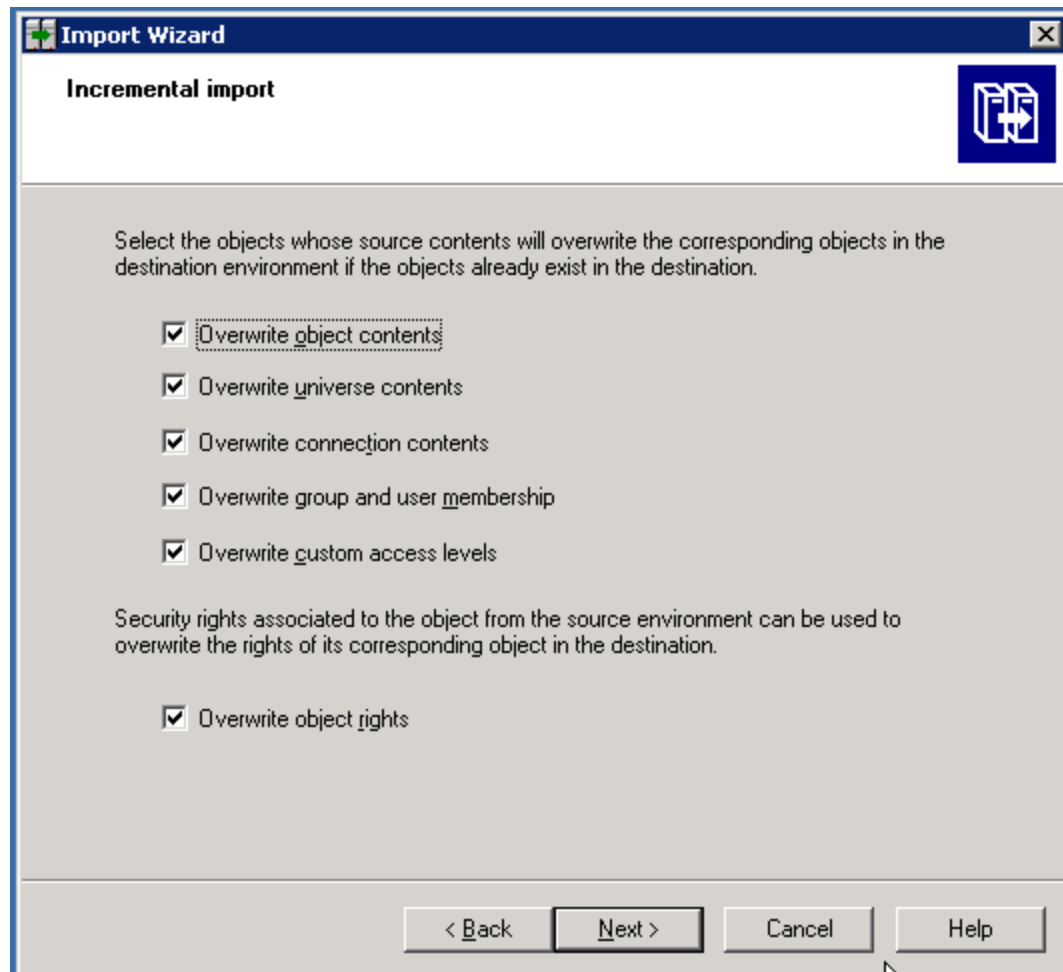 Import Wizard
Incremental import
Select the objects whose source contents will overwrite the corresponding objects in the
destination environment if the objects already exist in the destination.
Overwrite object contents
Overwrite universe contents
Overwrite connection contents
Overwrite group and user membership
Overwrite custom access levels
Security rights associated to the object from the source environment can be used to
overwrite the rights of its corresponding object in the destination.
Overwrite object rights
< Back Next > Cancel Help